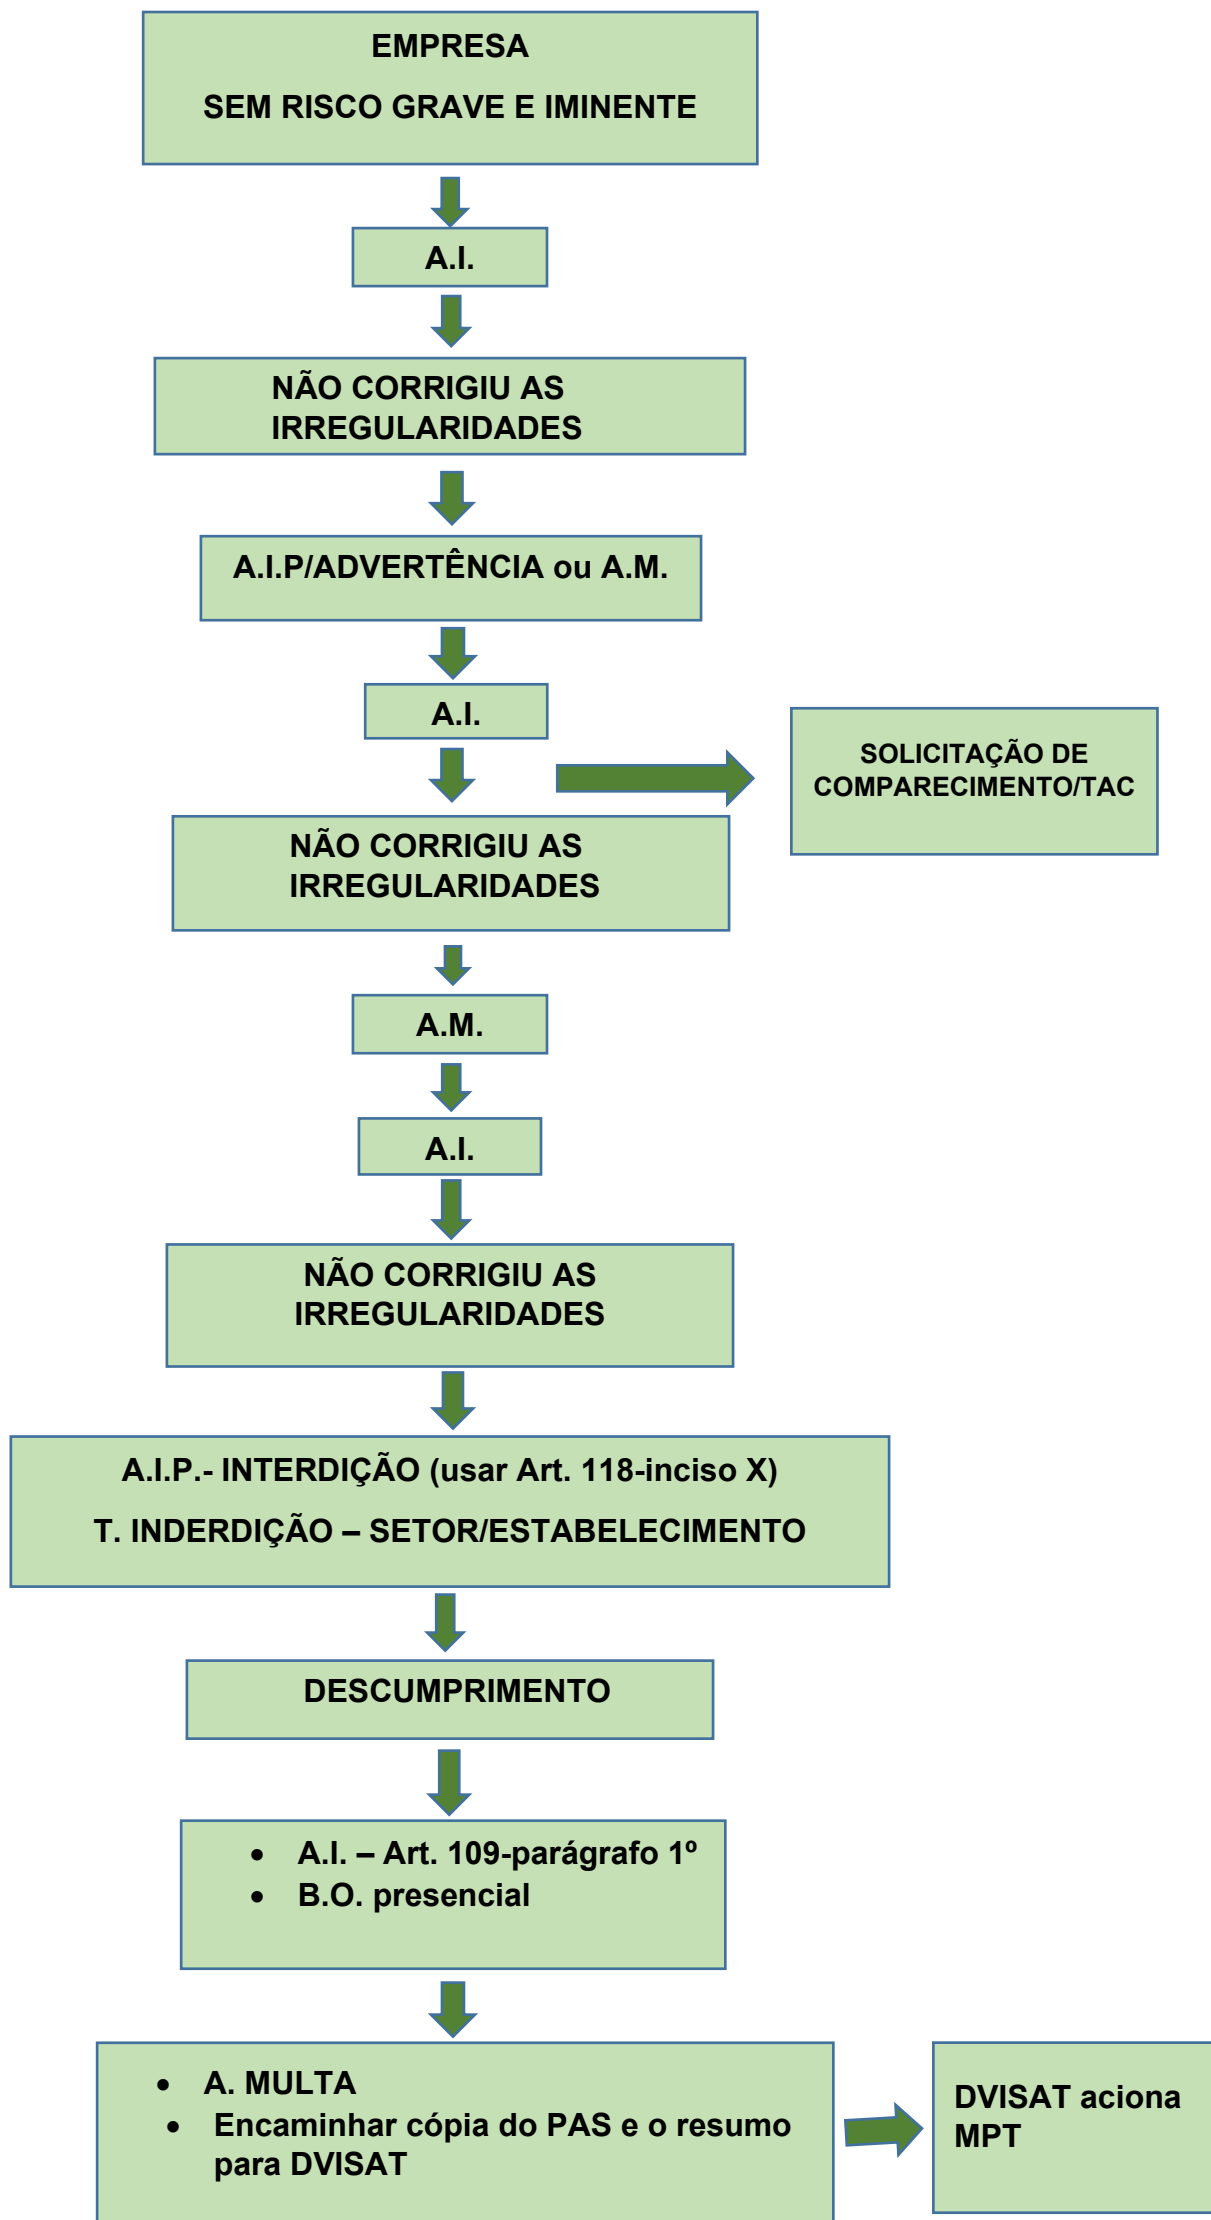 EMPRESA
SEM RISCO GRAVE E IMINENTE
A.I.
NÃO CORRIGIU AS
IRREGULARIDADES
A.I.P/ADVERTÊNCIA ou A.M.
A.I.
SOLICITAÇÃO DE
COMPARECIMENTO/TAC
NÃO CORRIGIU AS
IRREGULARIDADES
A.M.
A.I.
NÃO CORRIGIU AS
IRREGULARIDADES
A.I.P.- INTERDIÇÃO (usar Art. 118-inciso X)
T. INDERDIÇÃO – SETOR/ESTABELECIMENTO
DESCUMPRIMENTO
• A.I. – Art. 109-parágrafo 1º
• B.O. presencial
• A. MULTA
• Encaminhar cópia do PAS e o resumo
para DVISAT
DVISAT aciona
MPT